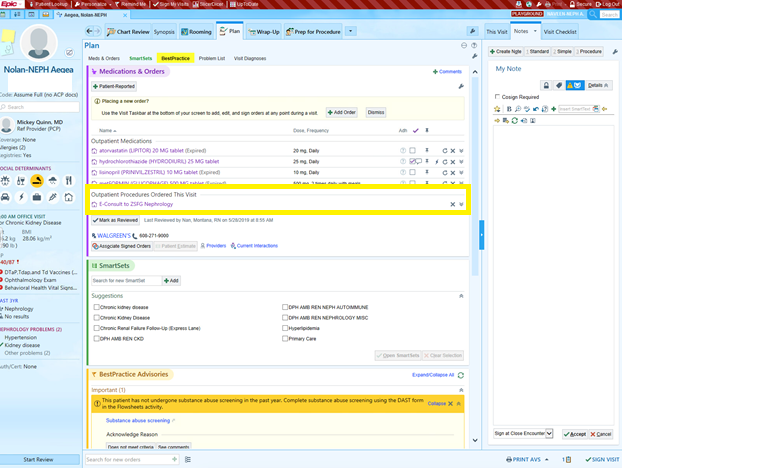 Epic
Patient Lookup
Personalize
Remind Me
Sign My Visits
SlicerDicer
UpToDate
Print
Secure
Log Out
Aegea, Nolan-NEPH
PLAYGROUND
Search
Chart Review
Synopsis
Rooming
Plan
Wrap-Up
Prep for Procedure
This Visit
Notes
Visit Checklist
Plan
Meds & Orders
SmartSets
BestPractice
Problem List
Visit Diagnoses
Nolan-NEPH Aeqea
Code: Assume Full (no ACP docs)
Search
Mickey Quinn, MD
Ref Provider (PCP)
Coverage: None
Allergies (2)
Registries: Yes
SOCIAL DETERMINANTS
:00 AM OFFICE VISIT
or Chronic Kidney Disease
BMI
28.06 kg/m²
90 lb)
40/87 !
DTaP,Tdap,and Td Vaccines (...
Ophthalmology Exam
Behavioral Health Vital Signs...
LAST 3YR
Nephrology
No results
NEPHROLOGY PROBLEMS (2)
Hypertension
Kidney disease
Other problems (2)
Start Review
Medications & Orders
Comments
Patient-Reported
Placing a new order?
Use the Visit Taskbar at the bottom of your screen to add, edit, and sign orders at any point during a visit.
Add Order
Dismiss
Name
Dose, Frequency
Adh
Outpatient Medications
atorvastatin (LIPITOR) 20 MG tablet (Expired)
20 mg, Daily
hydrochlorothiazide (HYDRODIURIL) 25 MG tablet
25 mg, Daily
lisinopril (PRINIVIL,ZESTRIL) 10 MG tablet (Expired)
10 mg, Daily
metFORMIN (GLUCOPHAGE) 500 MG tablet (Expired)
500 mg, 2 times daily with meals
Outpatient Procedures Ordered This Visit
E-Consult to ZSFG Nephrology
Mark as Reviewed
Last Reviewed by Nan, Montana, RN on 5/28/2019 at 8:55 AM
WALGREEN'S
606-271-9000
Associate Signed Orders
Patient Estimate
Providers
Current Interactions
SmartSets
Search for new SmartSet
Add
Suggestions
Chronic kidney disease
DPH AMB REN NEPH AUTOIMMUNE
Chronic Kidney Disease
DPH AMB REN NEPHROLOGY MISC
Chronic Renal Failure Follow-Up (Express Lane)
Hyperlipidemia
DPH AMB REN CKD
Primary Care
Open SmartSets
Clear Selection
BestPractice Advisories
Expand/Collapse All
Important (1)
This patient has not undergone substance abuse screening in the past year. Complete substance abuse screening using the DAST form
in the Flowsheets activity.
Collapse
Substance abuse screening
Acknowledge Reason
Does not meet criteria
See comments
Search for new orders
PRINT AVS
1
SIGN VISIT
Create Note
1 Standard
2 Simple
3 Procedure
My Note
Details
Cosign Required
Insert SmartText
Sign at Close Encounter
Accept
Cancel